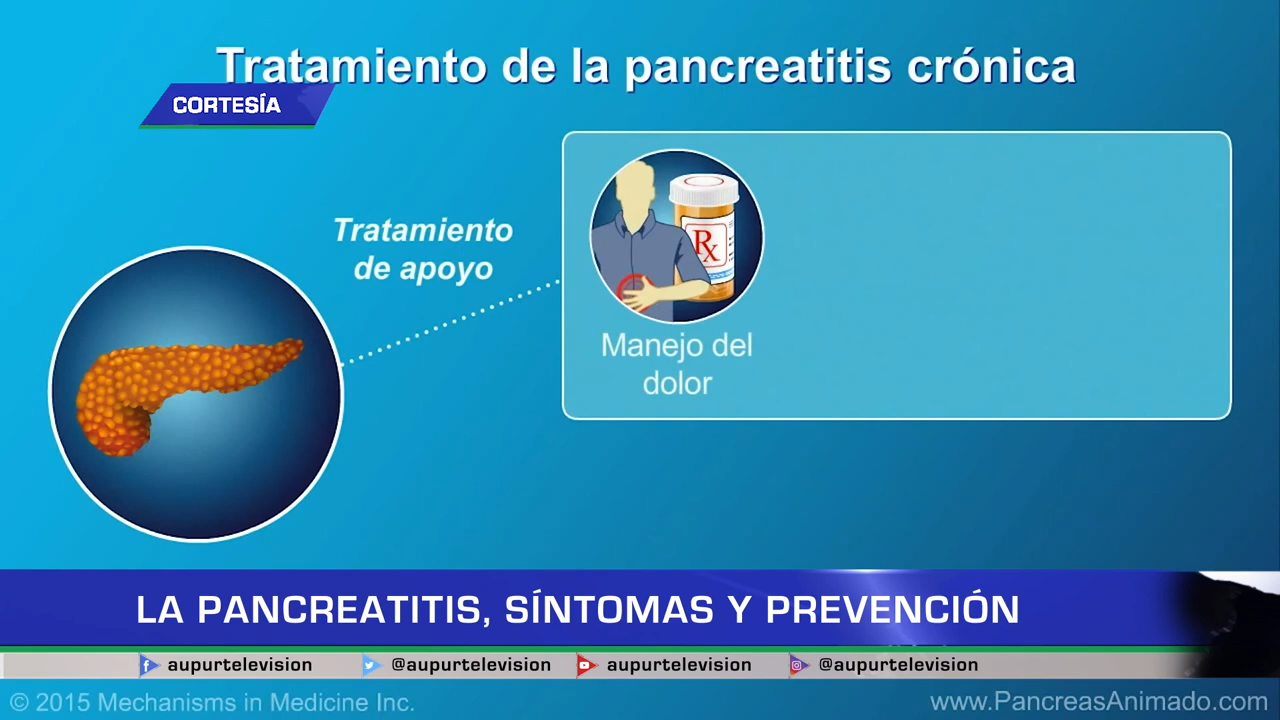 Tratamiento de la pancreatitis crónica
CORTESÍA
Tratamiento
de apoyo
Rx
Manejo del
dolor
LA PANCREATITIS, SÍNTOMAS Y PREVENCIÓN
aupurtelevision @aupurtelevision aupurtelevision @aupurtelevision
© 2015 Mechanisms in Medicine Inc. www.PancreasAnimado.com